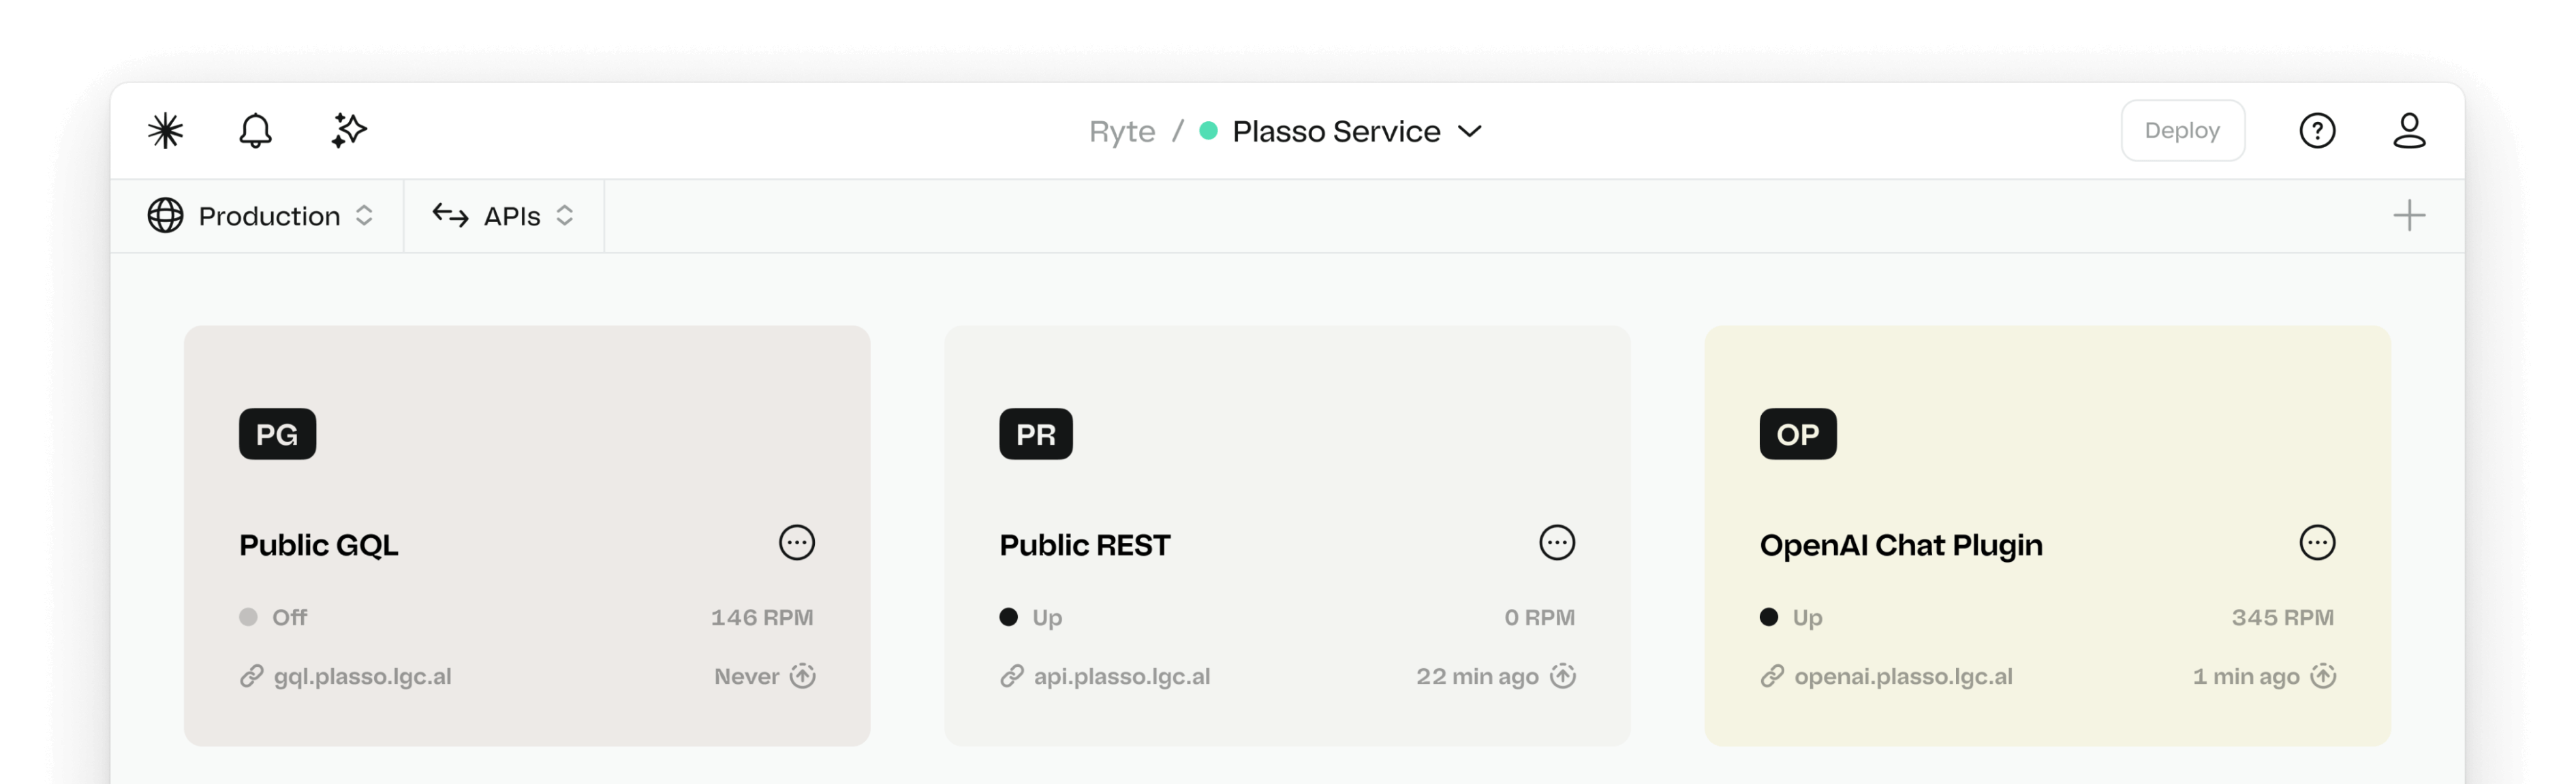 Ryte / Plasso Service
Deploy
Production
APIs
PG
Public GQL
Off
146 RPM
gql.plasso.lgc.al
Never
PR
Public REST
Up
0 RPM
api.plasso.lgc.al
22 min ago
OP
OpenAI Chat Plugin
Up
345 RPM
openai.plasso.lgc.al
1 min ago